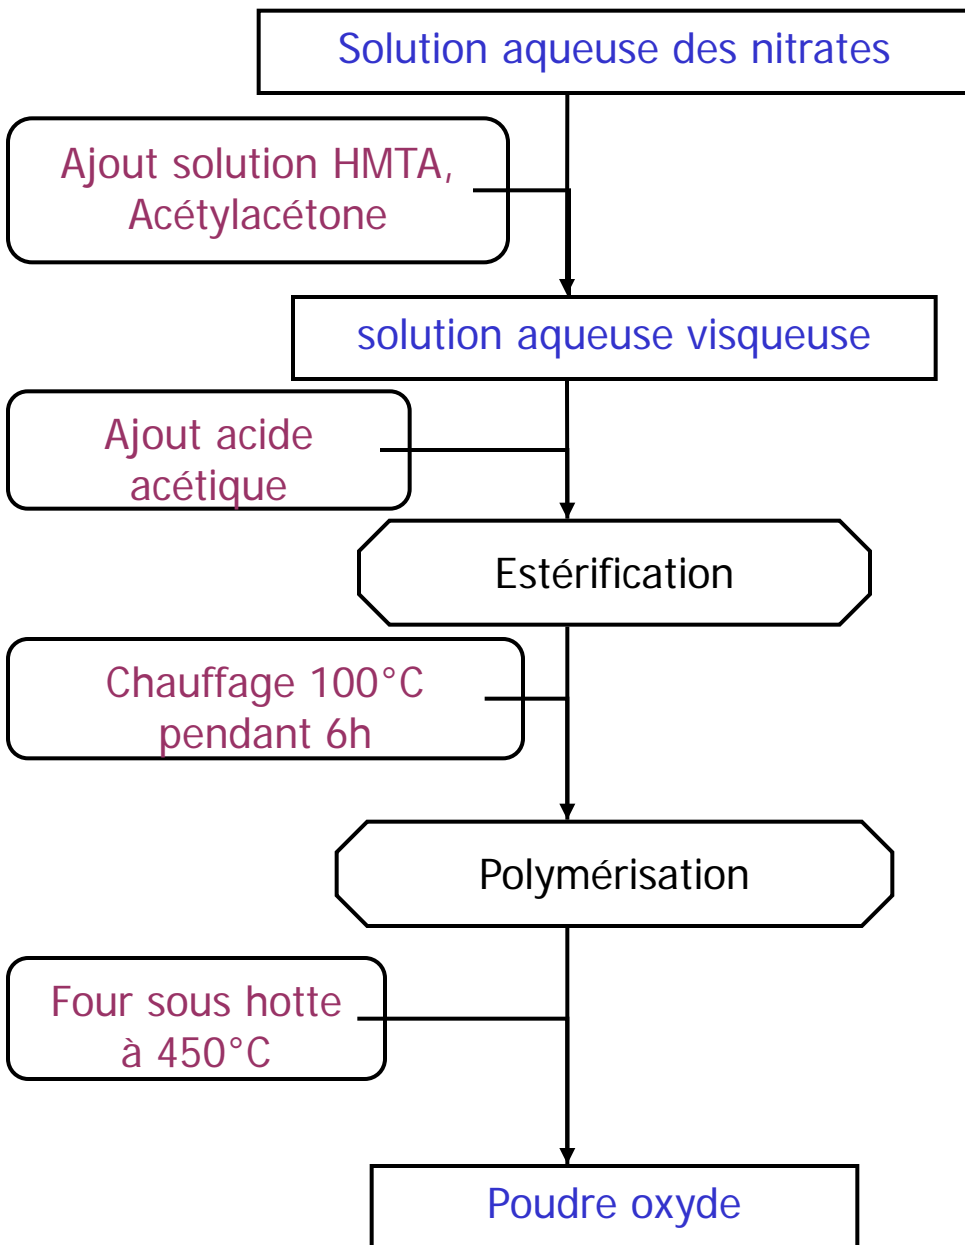 Solution aqueuse des nitrates
Ajout solution HMTA,
Acétylacétone
solution aqueuse visqueuse
Ajout acide
acétique
Estérification
Chauffage 100°C
pendant 6h
Polymérisation
Four sous hotte
à 450°C
Poudre oxyde